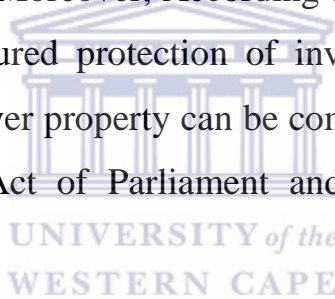 Moreover, According
ured protection of inv
ver property can be con
Act of Parliament and
UNIVERSITY of the
WESTERN CAPE